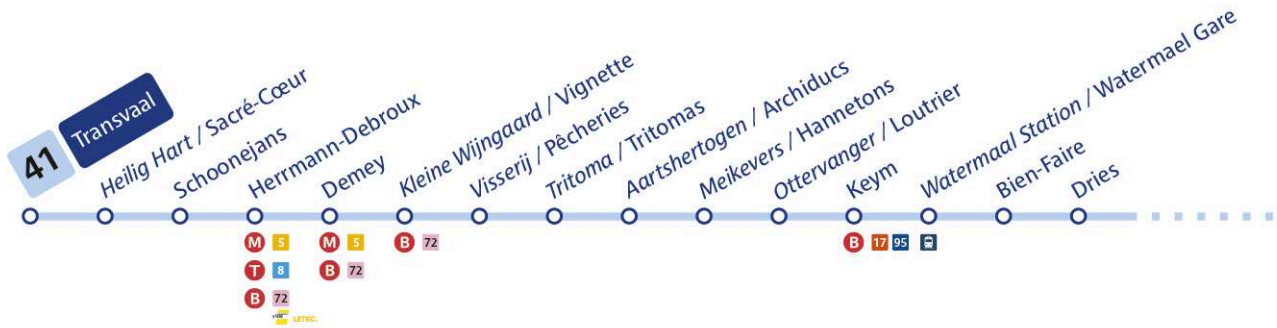 41 Transvaal
Heilig Hart / Sacré-Cœur
Schoonejans
Herrmann-Debroux
Demey
Kleine Wijngaard / Vignette
Visserij / Pêcheries
Tritoma / Tritomas
Aartshertogen / Archiducs
Meikevers / Hannetons
Ottervanger / Loutrier
Keym
Watermaal Station / Watermael Gare
Bien-Faire
Dries
M 5
T 8
B 72
M 5
B 72
B 72
B 17 95